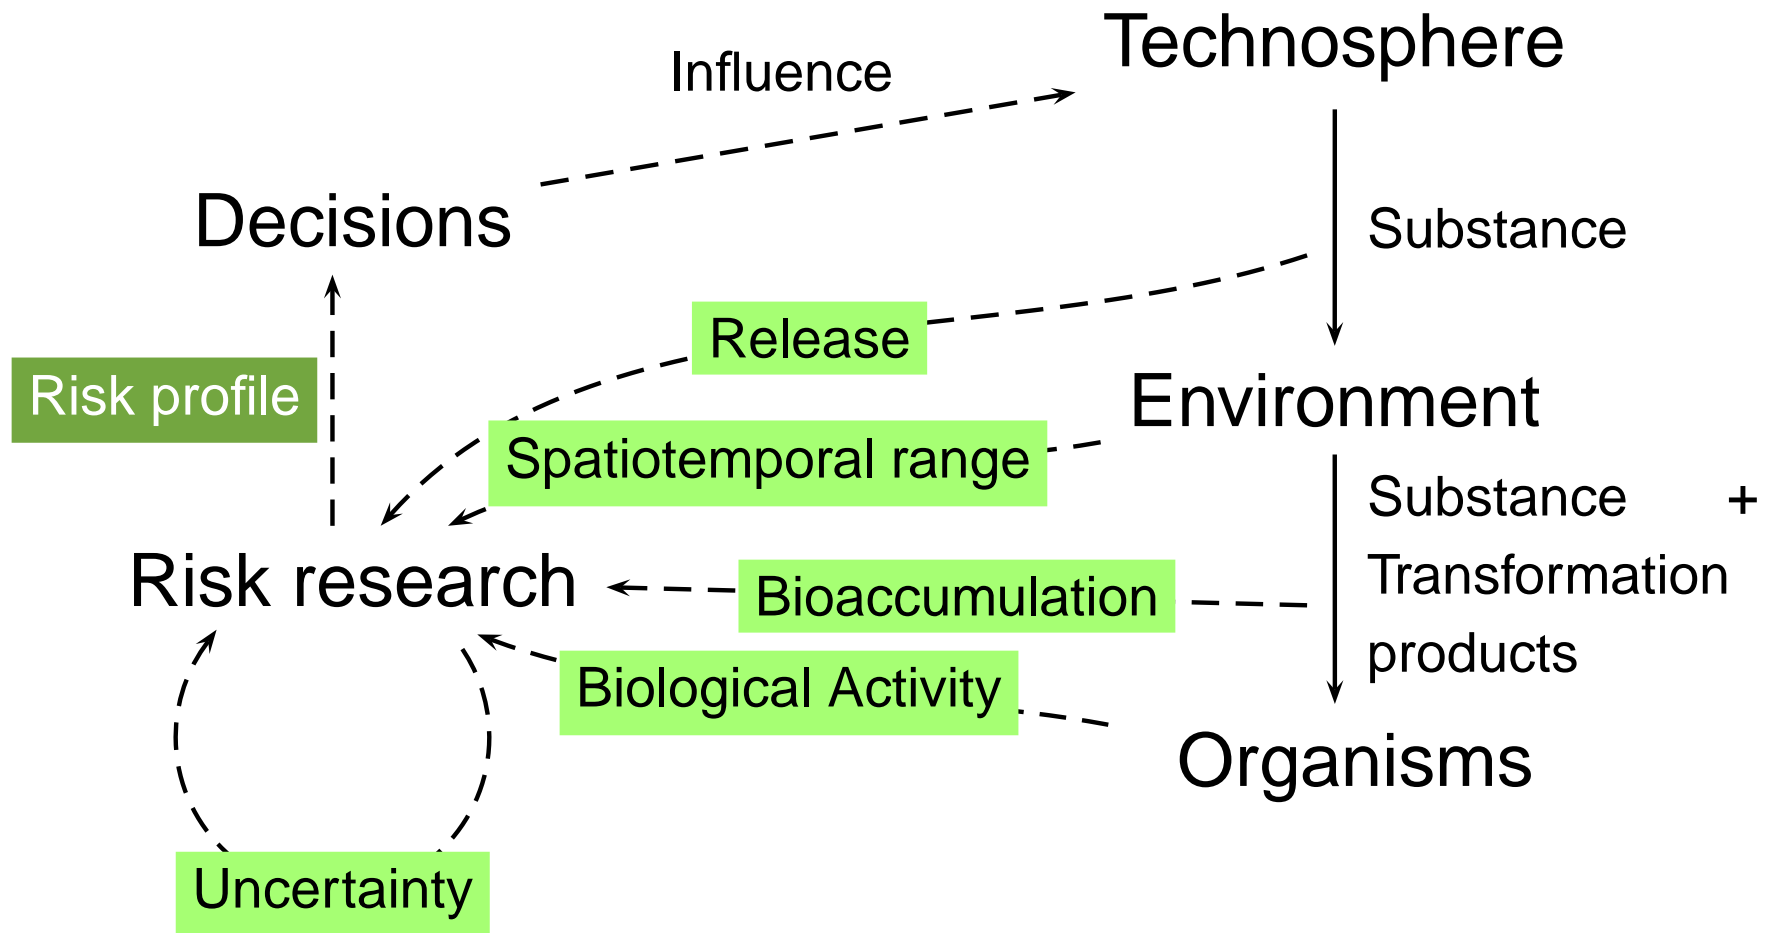 Technosphere
Influence
Decisions
Substance
Release
Risk profile
Environment
Spatiotemporal range
Substance +
Transformation
products
Risk research
Bioaccumulation
Biological Activity
Organisms
Uncertainty